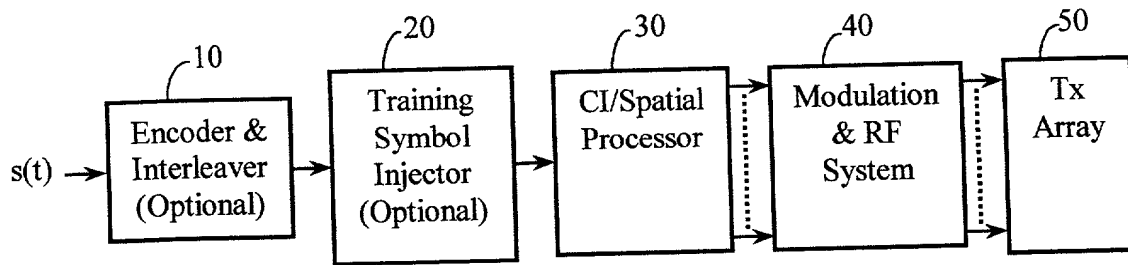 10
20
30
40
50
s(t)
Encoder &
Interleaver
(Optional)
Training
Symbol
Injector
(Optional)
CI/Spatial
Processor
Modulation
& RF
System
Tx
Array